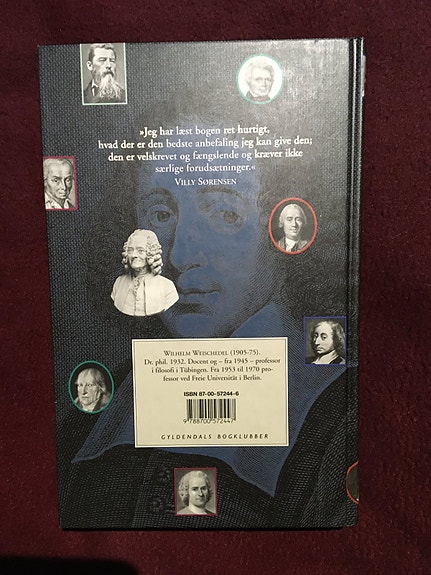 »Jeg har læst bogen ret hurtigt,
hvad der er den bedste anbefaling jeg kan give den;
den er velskrevet og fængslende og kræver ikke
særlige forudsætninger.«
Villy Sørensen
Wilhelm Weischedel (1905-75).
Dr. phil. 1932. Docent og – fra 1945 – professor
i filosofi i Tübingen. Fra 1953 til 1970 pro-
fessor ved Freie Universität i Berlin.
ISBN 87-00-57244-6
9 788700 572447
GYLDENDALS BOGKLUBBER